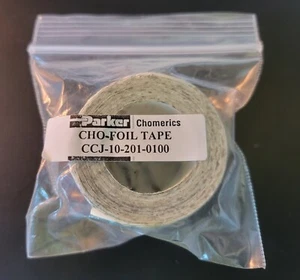 Parker Chomerics
CHO-FOIL TAPE
CCJ-10-201-0100